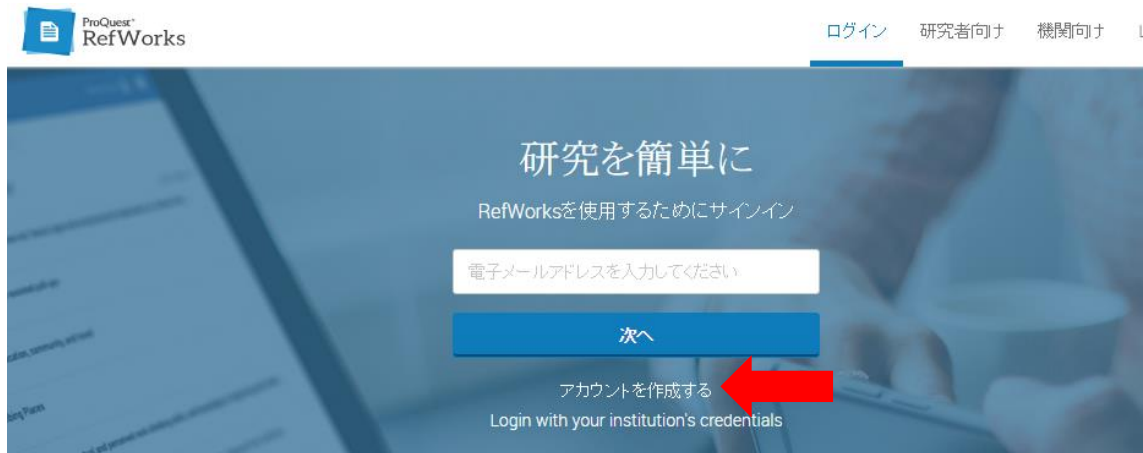 ProQuest
RefWorks
ログイン 研究者向け 機関向け
研究を簡単に
RefWorksを使用するためにサインイン
電子メールアドレスを入力してください
次へ
アカウントを作成する
Login with your institution's credentials